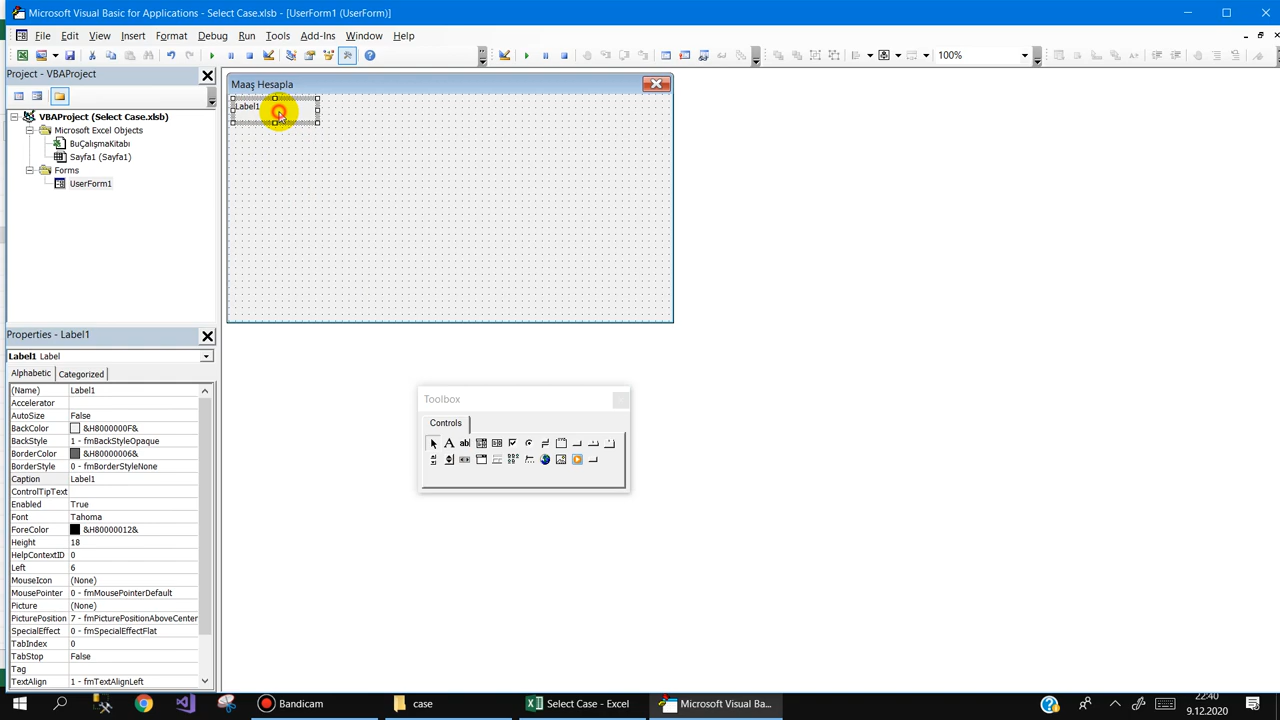 Microsoft Visual Basic for Applications - Select Case.xlsb - [UserForm1 (UserForm)]
File Edit View Insert Format Debug Run Tools Add-Ins Window Help
100%
Project - VBAProject
VBAProject (Select Case.xlsb)
Microsoft Excel Objects
BuÇalışmaKitabı
Sayfa1 (Sayfa1)
Forms
UserForm1
Maaş Hesapla
Label1
Properties - Label1
Label1 Label
Alphabetic Categorized
(Name) Label1
Accelerator
AutoSize False
BackColor &H8000000F&
BackStyle 1 - fmBackStyleOpaque
BorderColor &H80000006&
BorderStyle 0 - fmBorderStyleNone
Caption Label1
ControlTipText
Enabled True
Font Tahoma
ForeColor &H80000012&
Height 18
HelpContextID 0
Left 6
MouseIcon (None)
MousePointer 0 - fmMousePointerDefault
Picture (None)
PicturePosition 7 - fmPicturePositionAboveCenter
SpecialEffect 0 - fmSpecialEffectFlat
TabIndex 0
TabStop False
Tag
TextAlign 1 - fmTextAlignLeft
Toolbox
Controls
A ab|
Bandicam case Select Case - Excel Microsoft Visual Ba...
22:40
9.12.2020